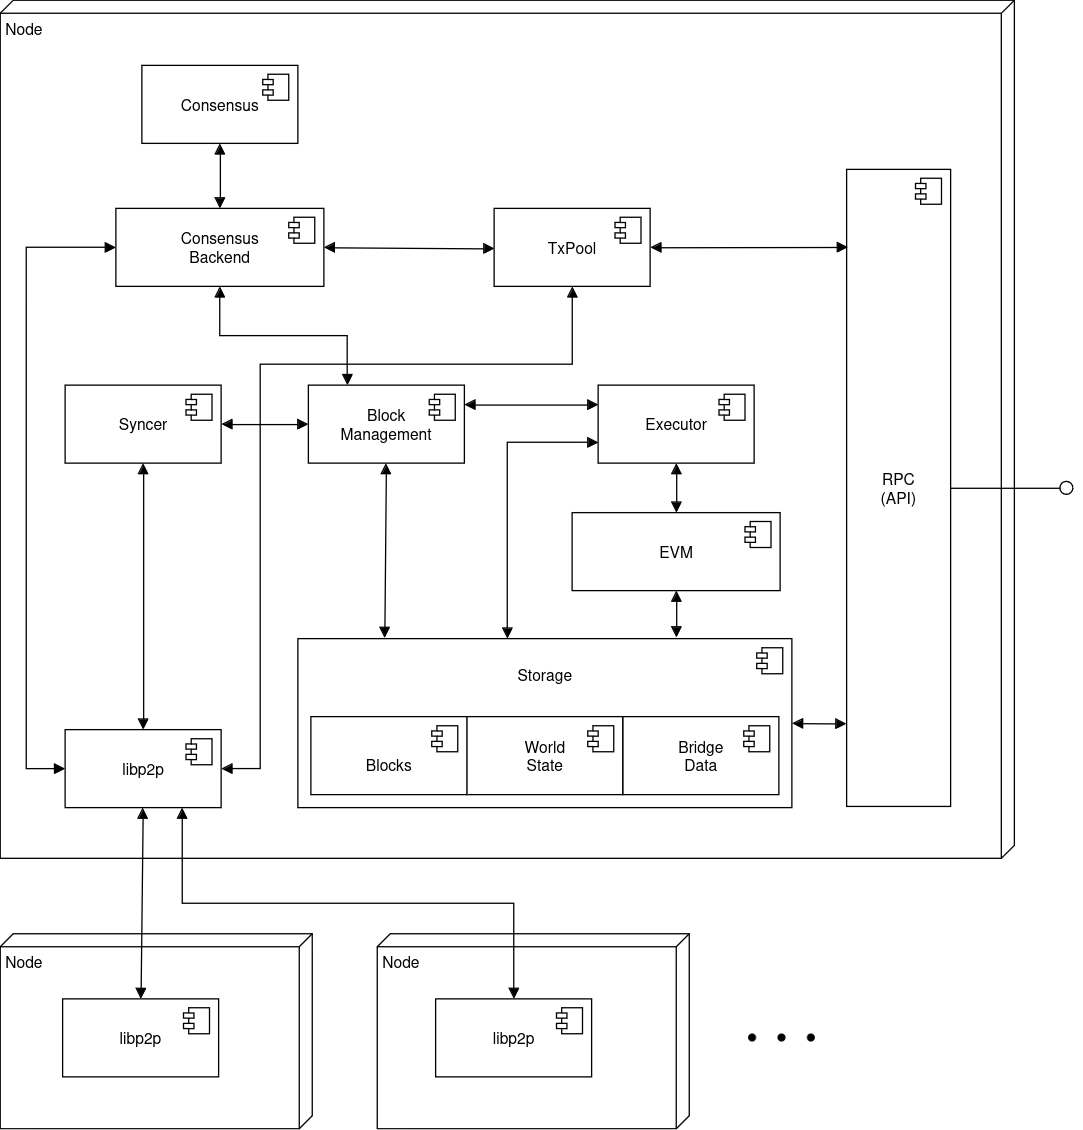 Node
Consensus
Consensus
Backend
TxPool
Syncer
Block
Management
Executor
RPC
(API)
EVM
Storage
Blocks
World
State
Bridge
Data
libp2p
Node
libp2p
Node
libp2p